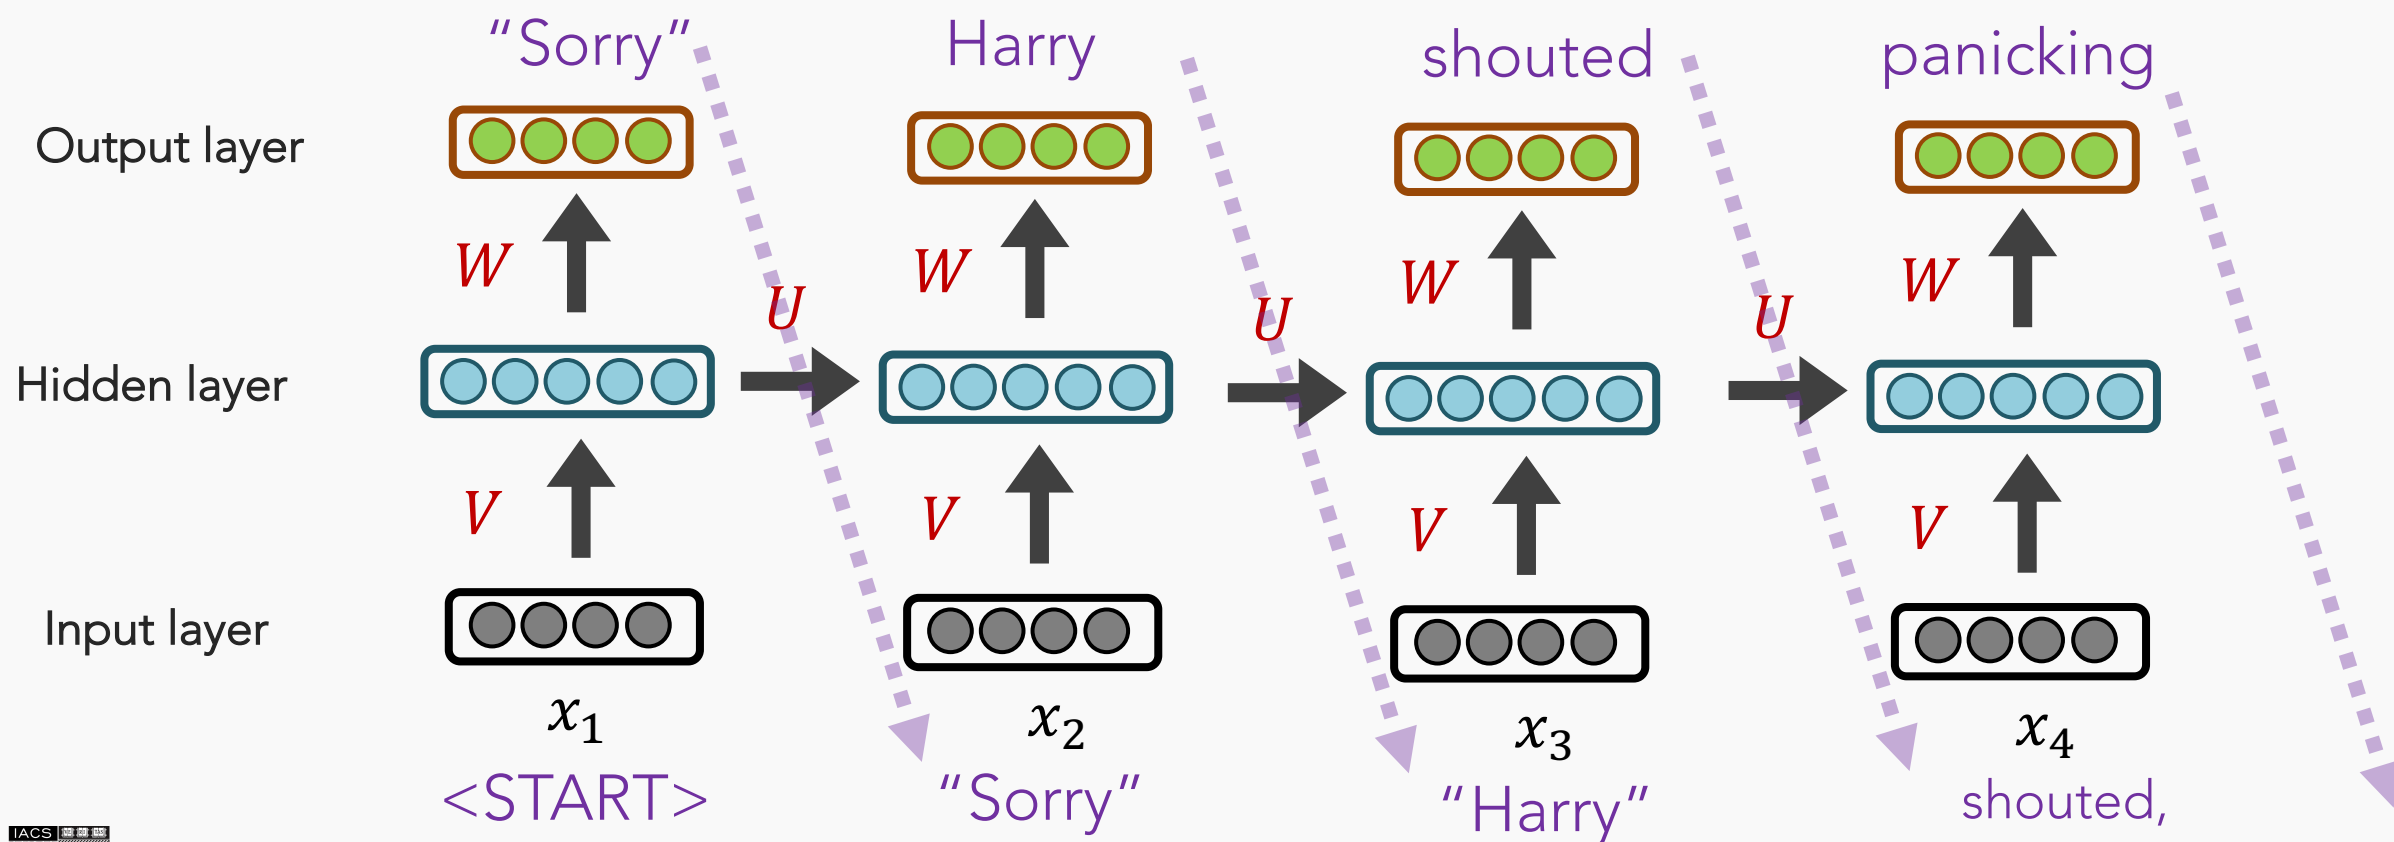 “Sorry” Harry shouted panicking
Output layer
W W W W
U U U
Hidden layer
V V V V
Input layer
x₁ x₂ x₃ x₄
<START> “Sorry” “Harry” shouted,
IACS